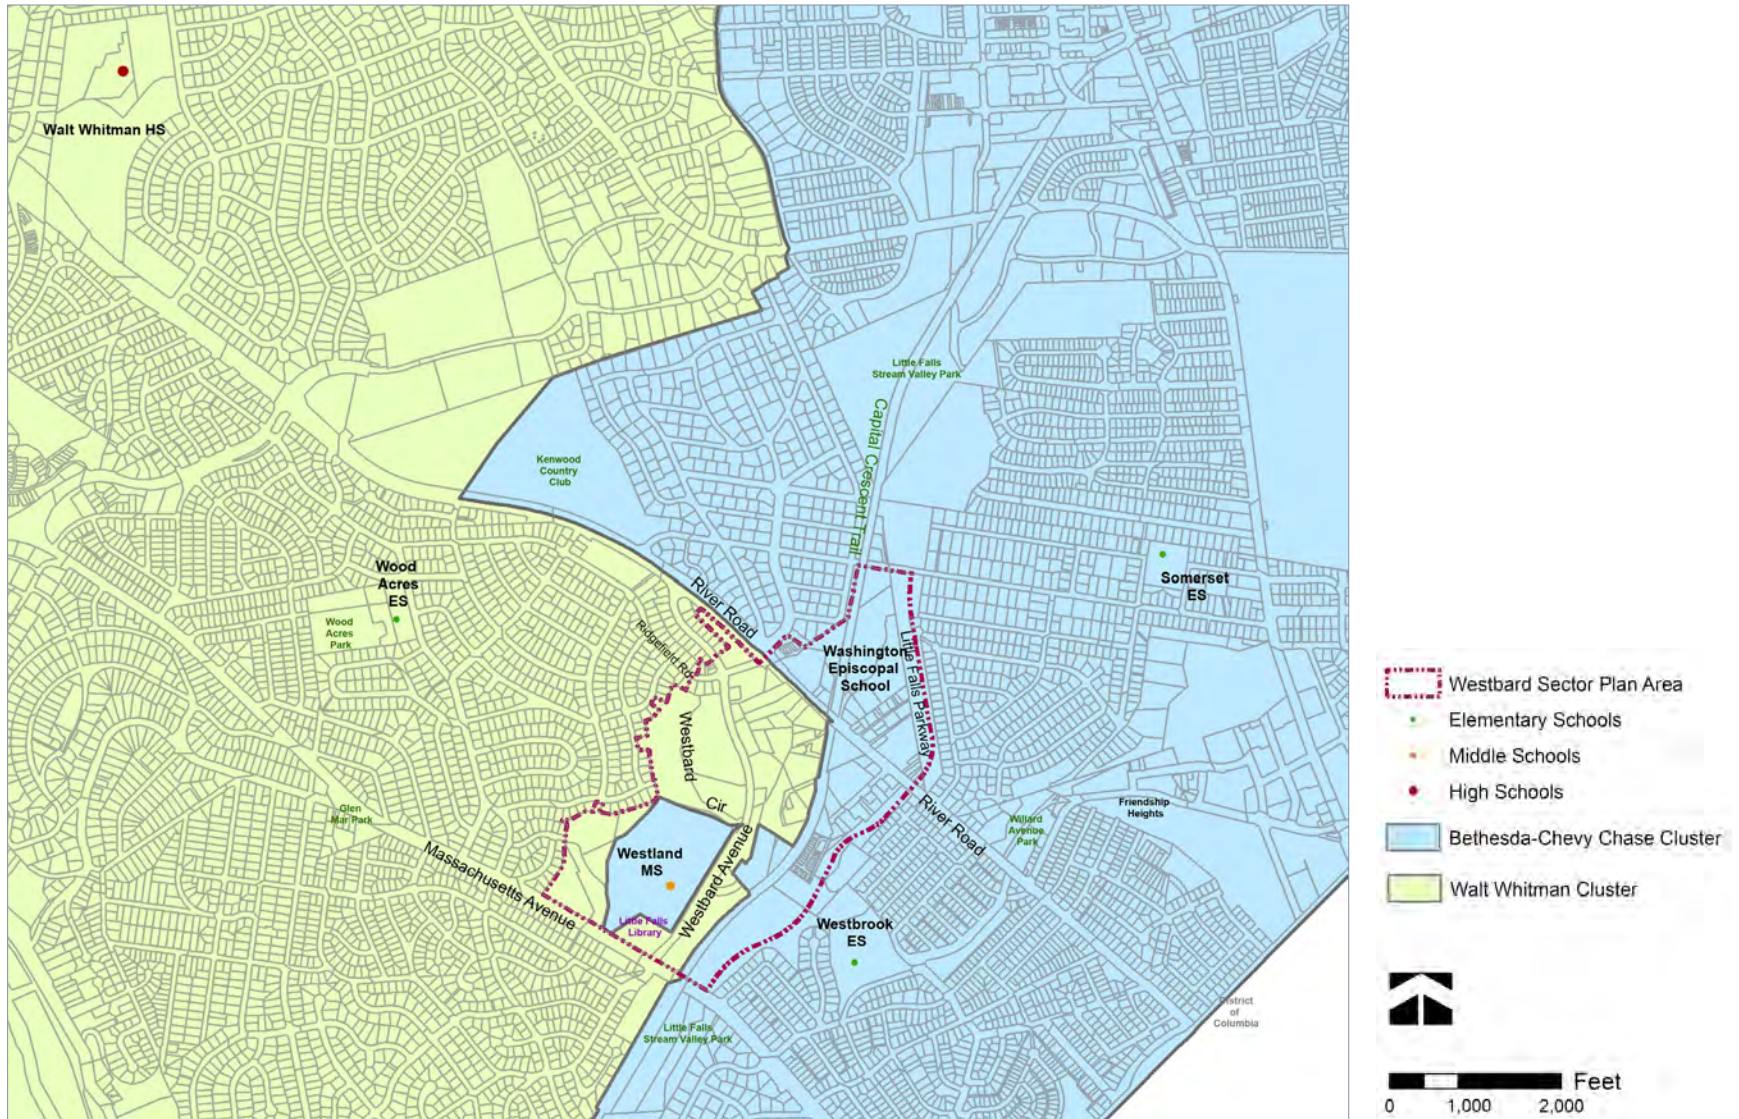 Walt Whitman HS
Little Falls
Stream Valley Park
Capital Crescent Trail
Kenwood
Country
Club
Wood
Acres
ES
Wood
Acres
Park
River Road
Ridgefield Rd
Somerset
ES
Washington
Episcopal
School
Little Falls Parkway
Westbard
Cir
Friendship
Heights
Willard
Avenue
Park
River Road
Glen
Mar Park
Massachusetts Avenue
Westland
MS
Westbard Avenue
Little Falls
Library
Westbrook
ES
Little Falls
Stream Valley Park
District
of
Columbia
Westbard Sector Plan Area
Elementary Schools
Middle Schools
High Schools
Bethesda-Chevy Chase Cluster
Walt Whitman Cluster
Feet
0 1,000 2,000